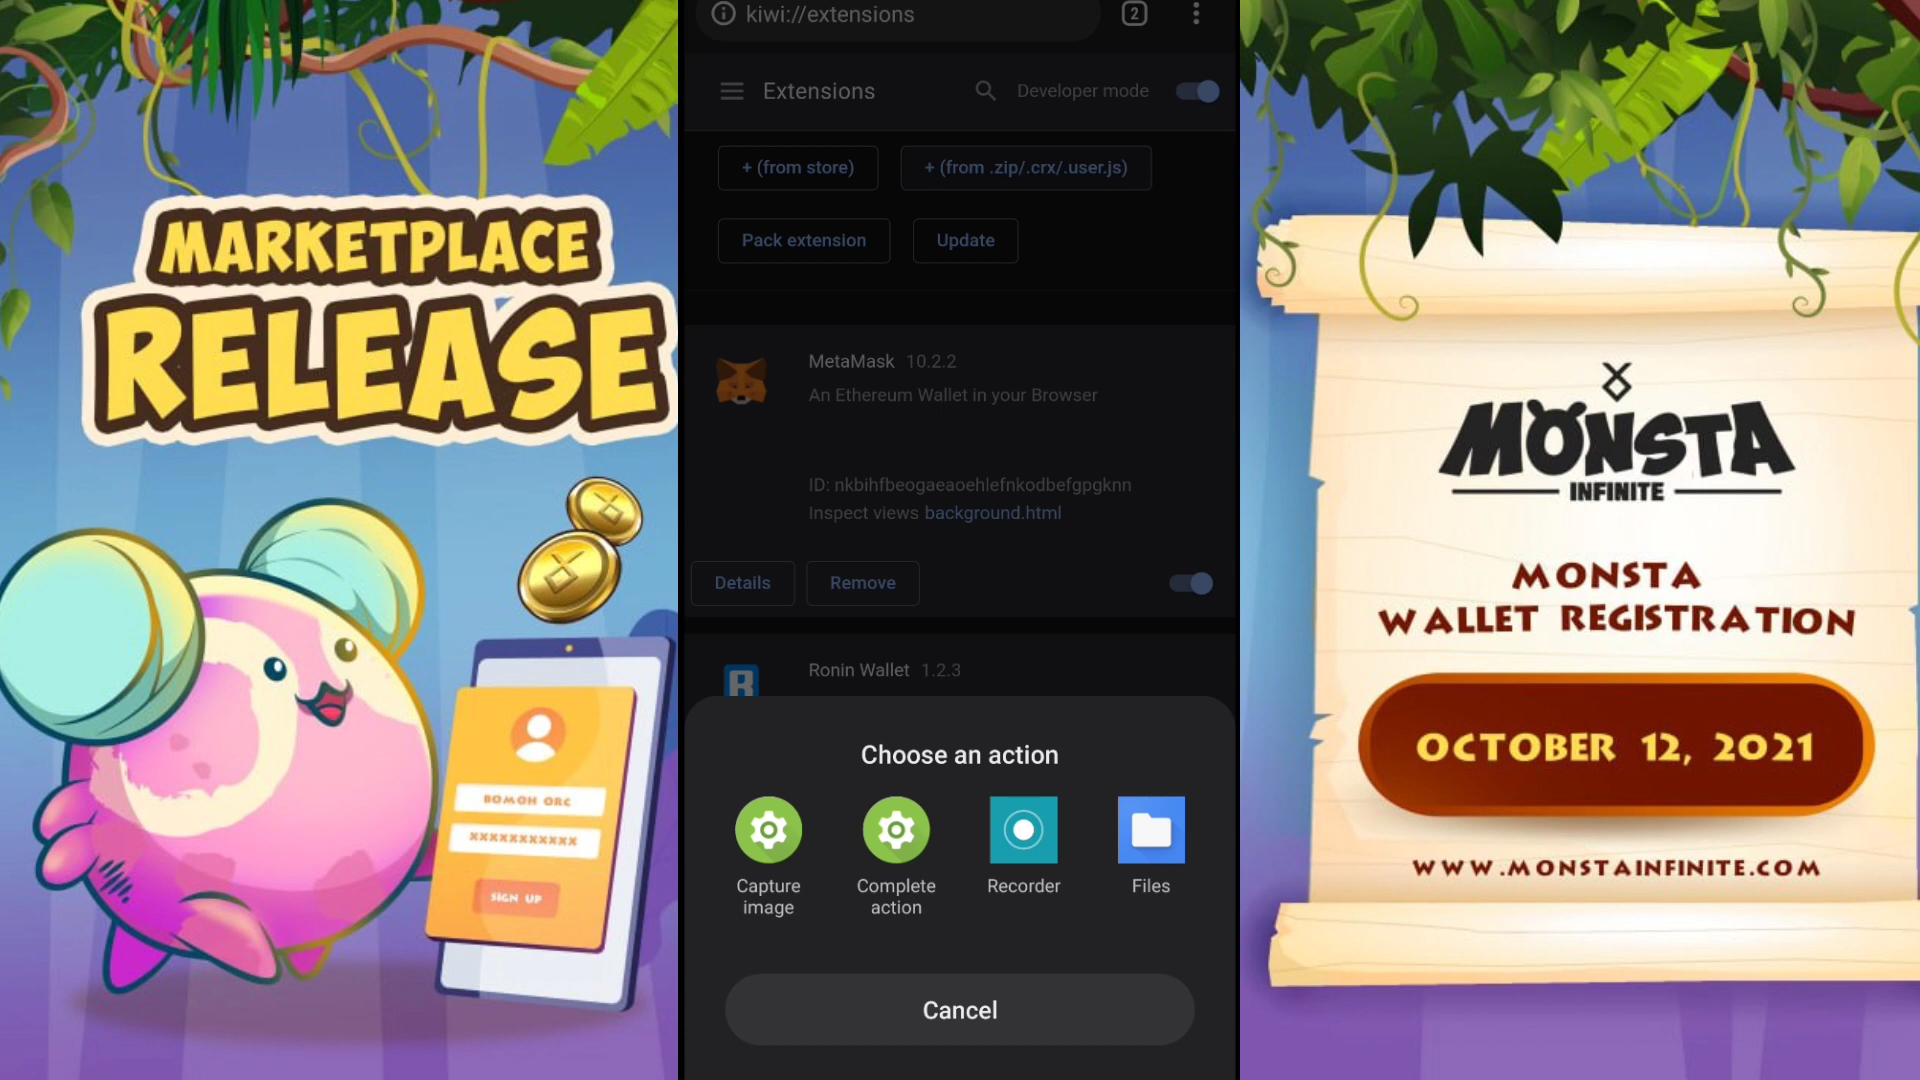 MARKETPLACE
RELEASE
BOMOH ORC
XXXXXXXXXXX
SIGN UP
kiwi://extensions
2
Extensions
Developer mode
+ (from store)
+ (from .zip/.crx/.user.js)
Pack extension
Update
MetaMask 10.2.2
An Ethereum Wallet in your Browser
ID: nkbihfbeogaeaoehlefnkodbefgpgknn
Inspect views background.html
Details
Remove
Ronin Wallet 1.2.3
Choose an action
Capture image
Complete action
Recorder
Files
Cancel
MONSTA
INFINITE
MONSTA
WALLET REGISTRATION
OCTOBER 12, 2021
WWW.MONSTAINFINITE.COM